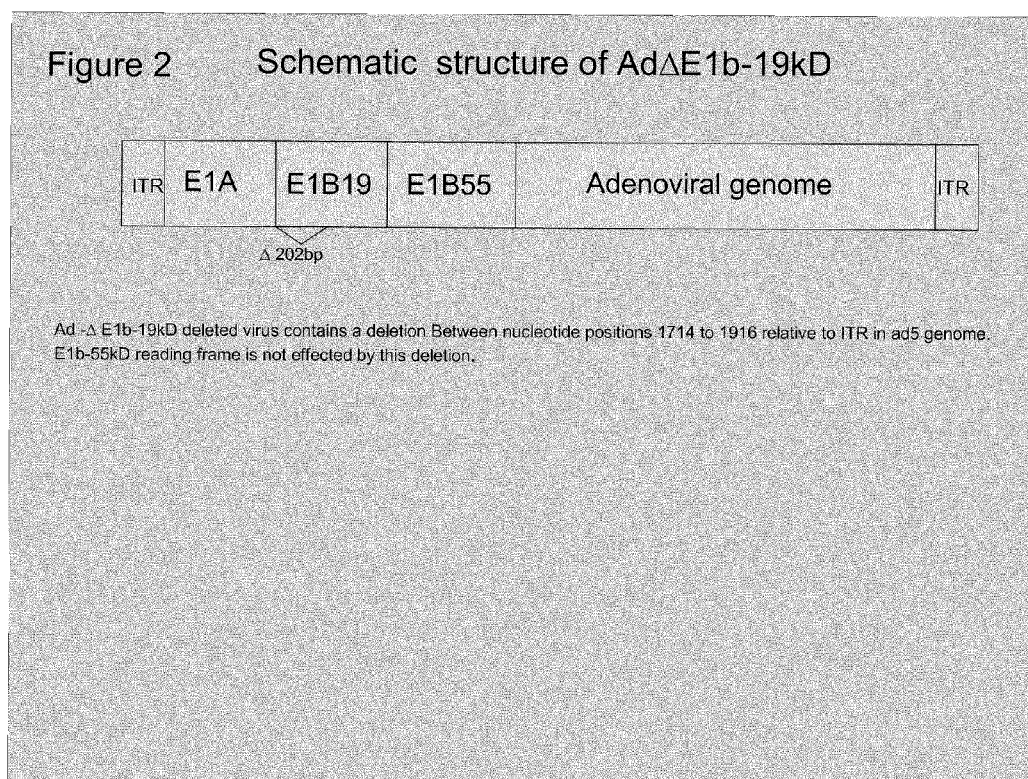 Figure 2 Schematic structure of AdΔE1b-19kD
ITR E1A E1B19 E1B55 Adenoviral genome ITR
Δ 202bp
Ad -Δ E1b-19kD deleted virus contains a deletion Between nucleotide positions 1714 to 1916 relative to ITR in ad5 genome.
E1b-55kD reading frame is not effected by this deletion.